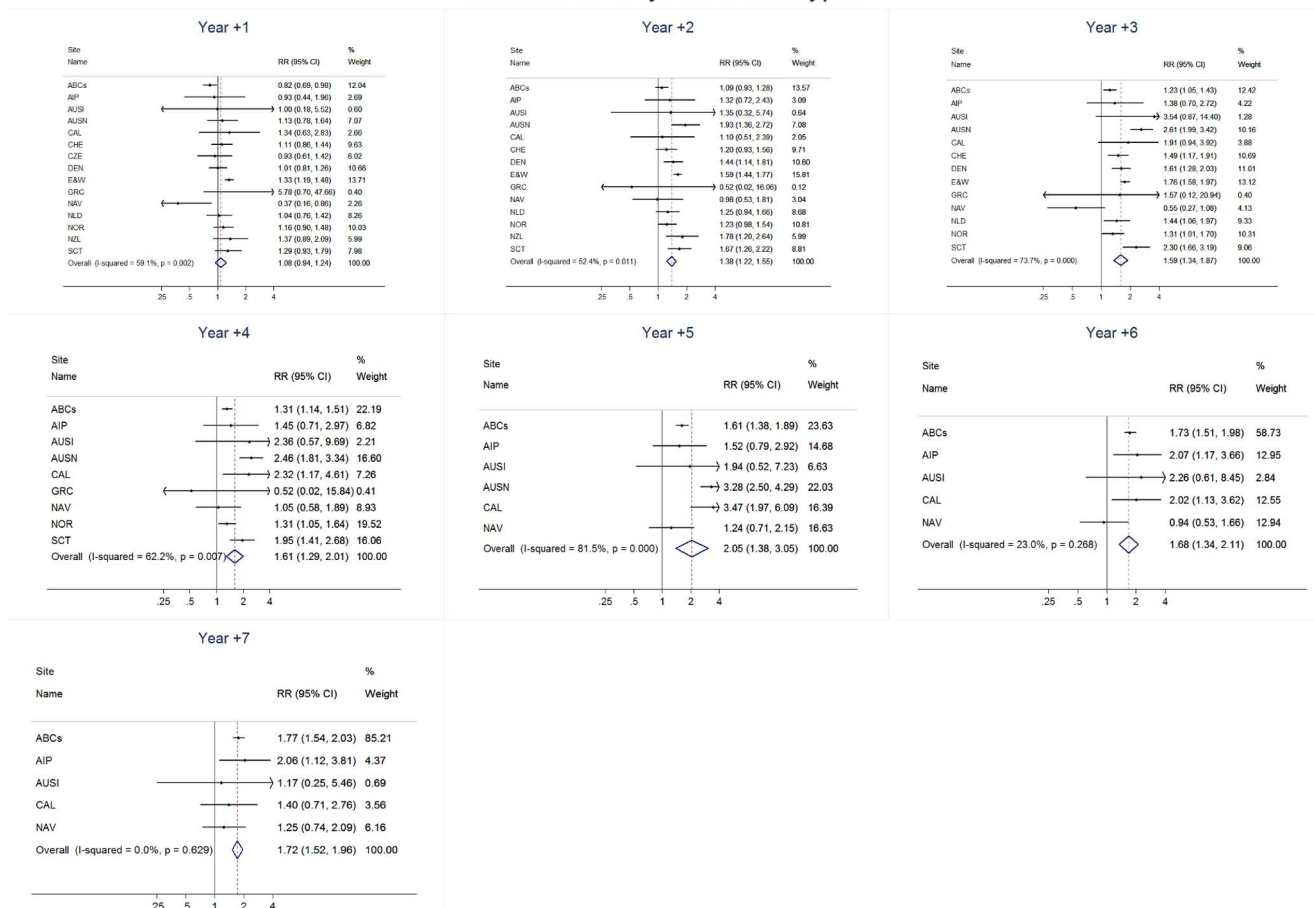 Year +1
Site %
Name RR (95% CI) Weight
ABCs 0.82 (0.69, 0.98) 12.04
AIP 0.93 (0.44, 1.96) 2.69
AUSI 1.00 (0.18, 5.52) 0.60
AUSN 1.13 (0.78, 1.64) 7.07
CAL 1.34 (0.63, 2.83) 2.66
CHE 1.11 (0.86, 1.44) 9.63
CZE 0.93 (0.61, 1.42) 6.02
DEN 1.01 (0.81, 1.26) 10.66
E&W 1.33 (1.19, 1.48) 13.71
GRC 5.78 (0.70, 47.66) 0.40
NAV 0.37 (0.16, 0.86) 2.26
NLD 1.04 (0.76, 1.42) 8.26
NOR 1.16 (0.90, 1.48) 10.03
NZL 1.37 (0.89, 2.09) 5.99
SCT 1.29 (0.93, 1.79) 7.98
Overall (I-squared = 59.1%, p = 0.002) 1.08 (0.94, 1.24) 100.00
.25 .5 1 2 4
Year +2
Site %
Name RR (95% CI) Weight
ABCs 1.09 (0.93, 1.28) 13.57
AIP 1.32 (0.72, 2.43) 3.09
AUSI 1.35 (0.32, 5.74) 0.64
AUSN 1.93 (1.36, 2.72) 7.08
CAL 1.10 (0.51, 2.39) 2.05
CHE 1.20 (0.93, 1.56) 9.71
DEN 1.44 (1.14, 1.81) 10.60
E&W 1.59 (1.44, 1.77) 15.81
GRC 0.52 (0.02, 16.06) 0.12
NAV 0.98 (0.53, 1.81) 3.04
NLD 1.25 (0.94, 1.66) 8.68
NOR 1.23 (0.98, 1.54) 10.81
NZL 1.78 (1.20, 2.64) 5.99
SCT 1.67 (1.26, 2.22) 8.81
Overall (I-squared = 52.4%, p = 0.011) 1.38 (1.22, 1.55) 100.00
.25 .5 1 2 4
Year +3
Site %
Name RR (95% CI) Weight
ABCs 1.23 (1.05, 1.43) 12.42
AIP 1.38 (0.70, 2.72) 4.22
AUSI 3.54 (0.87, 14.40) 1.28
AUSN 2.61 (1.99, 3.42) 10.16
CAL 1.91 (0.94, 3.92) 3.88
CHE 1.49 (1.17, 1.91) 10.69
DEN 1.61 (1.28, 2.03) 11.01
E&W 1.76 (1.58, 1.97) 13.12
GRC 1.57 (0.12, 20.94) 0.40
NAV 0.55 (0.27, 1.08) 4.13
NLD 1.44 (1.06, 1.97) 9.33
NOR 1.31 (1.01, 1.70) 10.31
SCT 2.30 (1.66, 3.19) 9.06
Overall (I-squared = 73.7%, p = 0.000) 1.59 (1.34, 1.87) 100.00
.25 .5 1 2 4
Year +4
Site %
Name RR (95% CI) Weight
ABCs 1.31 (1.14, 1.51) 22.19
AIP 1.45 (0.71, 2.97) 6.82
AUSI 2.36 (0.57, 9.69) 2.21
AUSN 2.46 (1.81, 3.34) 16.60
CAL 2.32 (1.17, 4.61) 7.26
GRC 0.52 (0.02, 15.84) 0.41
NAV 1.05 (0.58, 1.89) 8.93
NOR 1.31 (1.05, 1.64) 19.52
SCT 1.95 (1.41, 2.68) 16.06
Overall (I-squared = 62.2%, p = 0.007) 1.61 (1.29, 2.01) 100.00
.25 .5 1 2 4
Year +5
Site %
Name RR (95% CI) Weight
ABCs 1.61 (1.38, 1.89) 23.63
AIP 1.52 (0.79, 2.92) 14.68
AUSI 1.94 (0.52, 7.23) 6.63
AUSN 3.28 (2.50, 4.29) 22.03
CAL 3.47 (1.97, 6.09) 16.39
NAV 1.24 (0.71, 2.15) 16.63
Overall (I-squared = 81.5%, p = 0.000) 2.05 (1.38, 3.05) 100.00
.25 .5 1 2 4
Year +6
Site %
Name RR (95% CI) Weight
ABCs 1.73 (1.51, 1.98) 58.73
AIP 2.07 (1.17, 3.66) 12.95
AUSI 2.26 (0.61, 8.45) 2.84
CAL 2.02 (1.13, 3.62) 12.55
NAV 0.94 (0.53, 1.66) 12.94
Overall (I-squared = 23.0%, p = 0.268) 1.68 (1.34, 2.11) 100.00
.25 .5 1 2 4
Year +7
Site %
Name RR (95% CI) Weight
ABCs 1.77 (1.54, 2.03) 85.21
AIP 2.06 (1.12, 3.81) 4.37
AUSI 1.17 (0.25, 5.46) 0.69
CAL 1.40 (0.71, 2.76) 3.56
NAV 1.25 (0.74, 2.09) 6.16
Overall (I-squared = 0.0%, p = 0.629) 1.72 (1.52, 1.96) 100.00
.25 .5 1 2 4